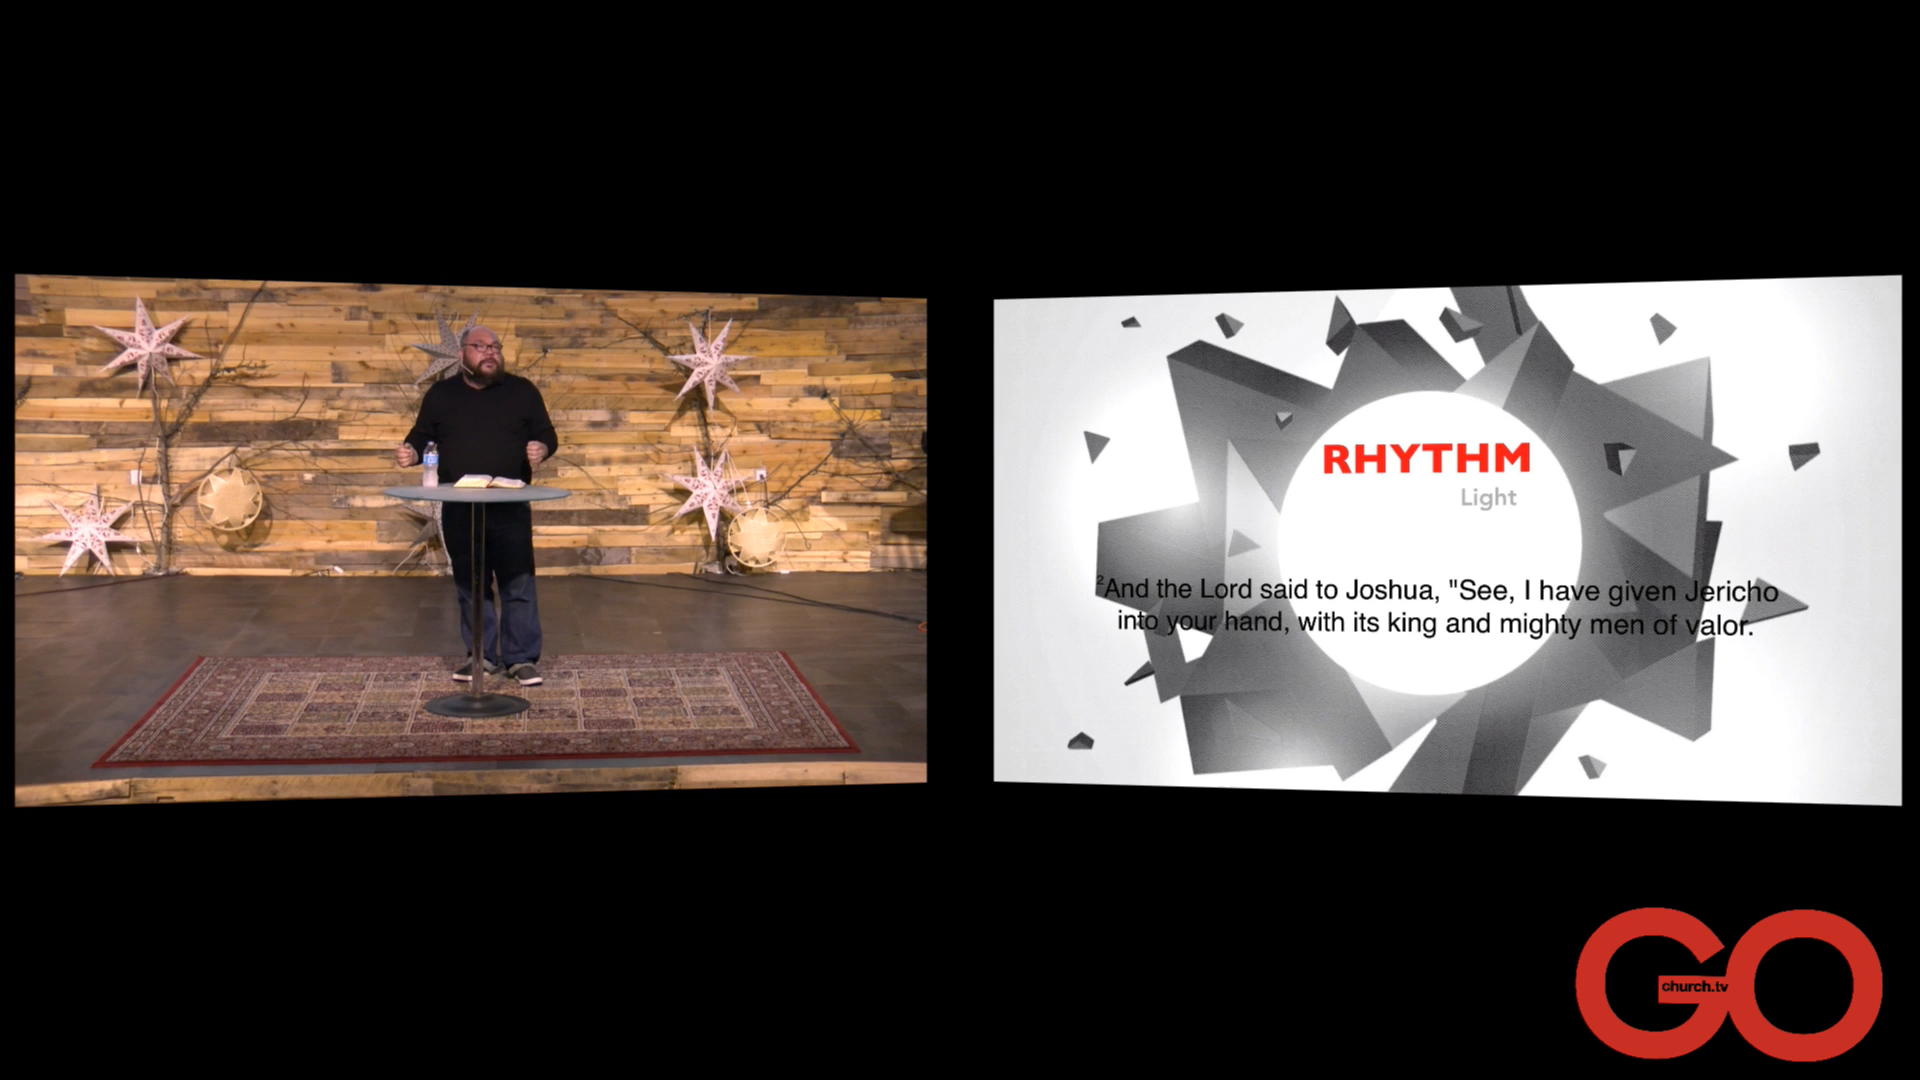 RHYTHM
Light
²And the Lord said to Joshua, "See, I have given Jericho
into your hand, with its king and mighty men of valor.
GO
church.tv